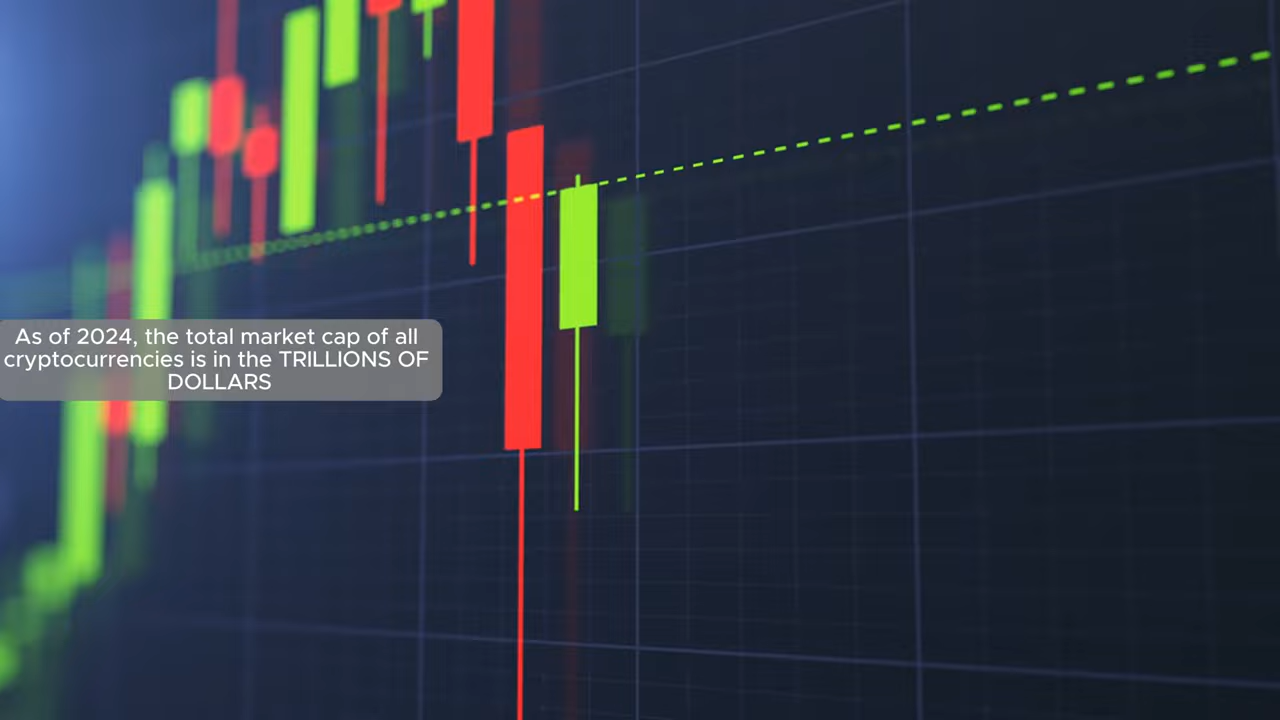 As of 2024, the total market cap of all
cryptocurrencies is in the TRILLIONS OF
DOLLARS